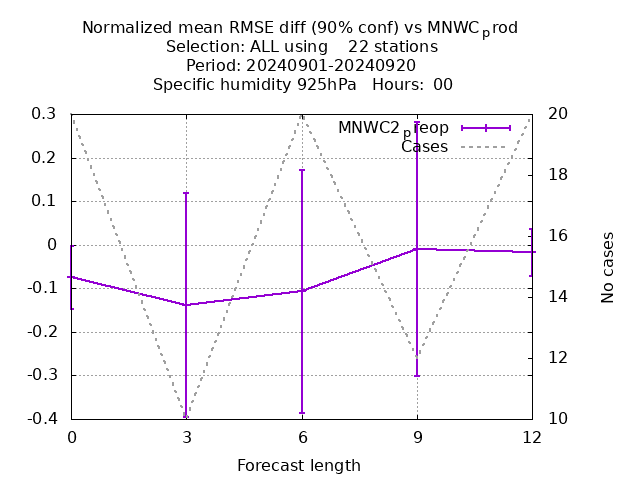 Normalized mean RMSE diff (90% conf) vs MNWCprod
Selection: ALL using 22 stations
Period: 20240901-20240920
Specific humidity 925hPa Hours: 00
0.3
0.2
0.1
0
-0.1
-0.2
-0.3
-0.4
20
18
16
14
12
10
MNWC2preop
Cases
No cases
0 3 6 9 12
Forecast length